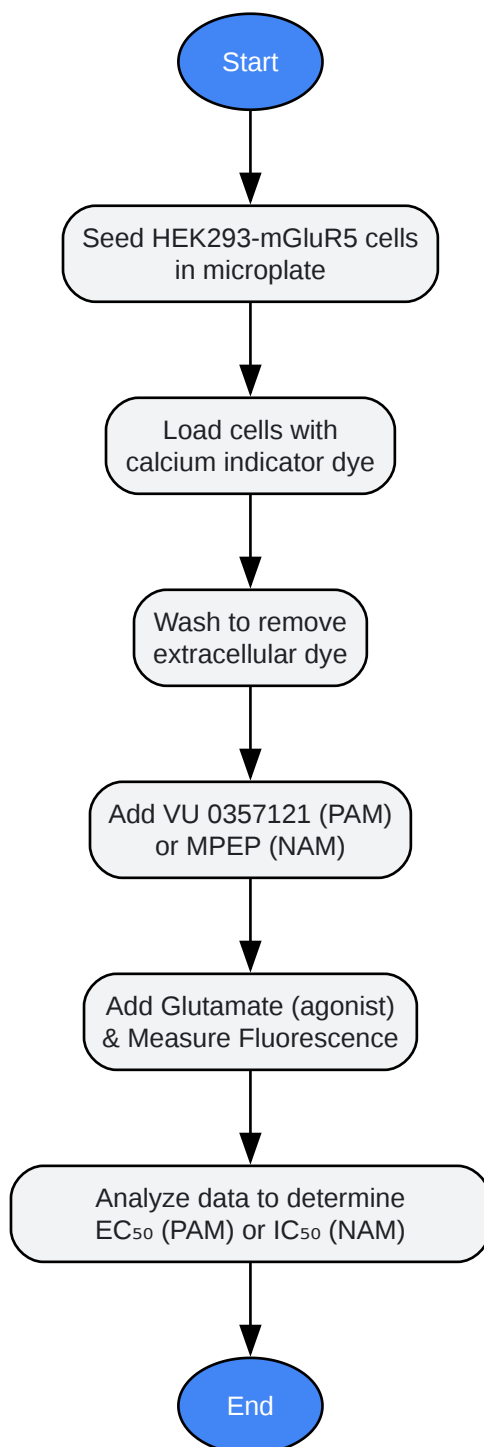 Start
Seed HEK293-mGluR5 cells
in microplate
Load cells with
calcium indicator dye
Wash to remove
extracellular dye
Add VU 0357121 (PAM)
or MPEP (NAM)
Add Glutamate (agonist)
& Measure Fluorescence
Analyze data to determine
EC₅₀ (PAM) or IC₅₀ (NAM)
End